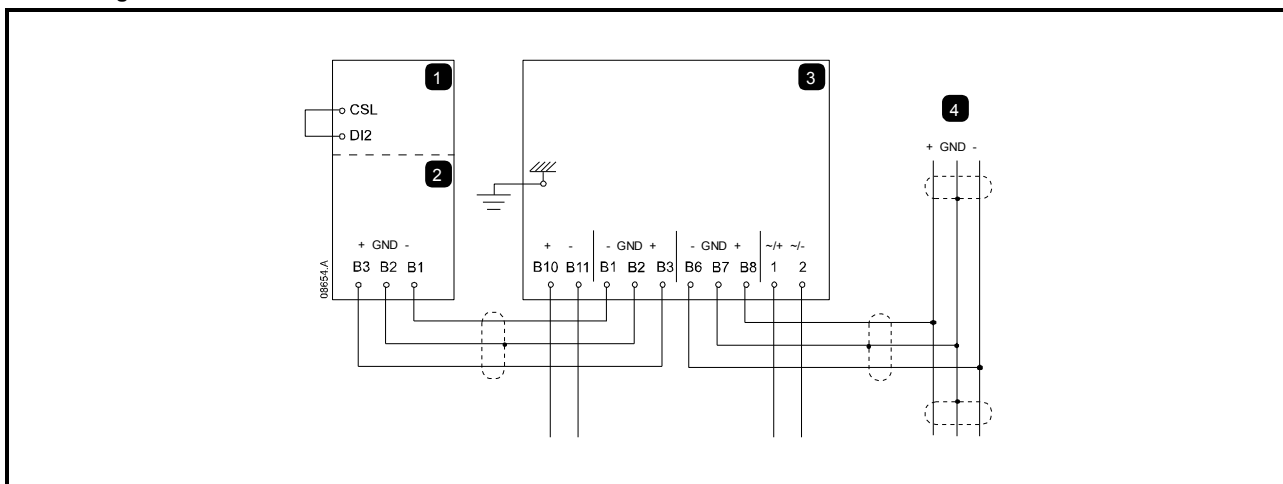 1
3
CSL
DI2
2
4
+ GND -
+ GND -
B3 B2 B1
08654.A
+ - - GND + - GND + ~/+ ~/-
B10 B11 B1 B2 B3 B6 B7 B8 1 2